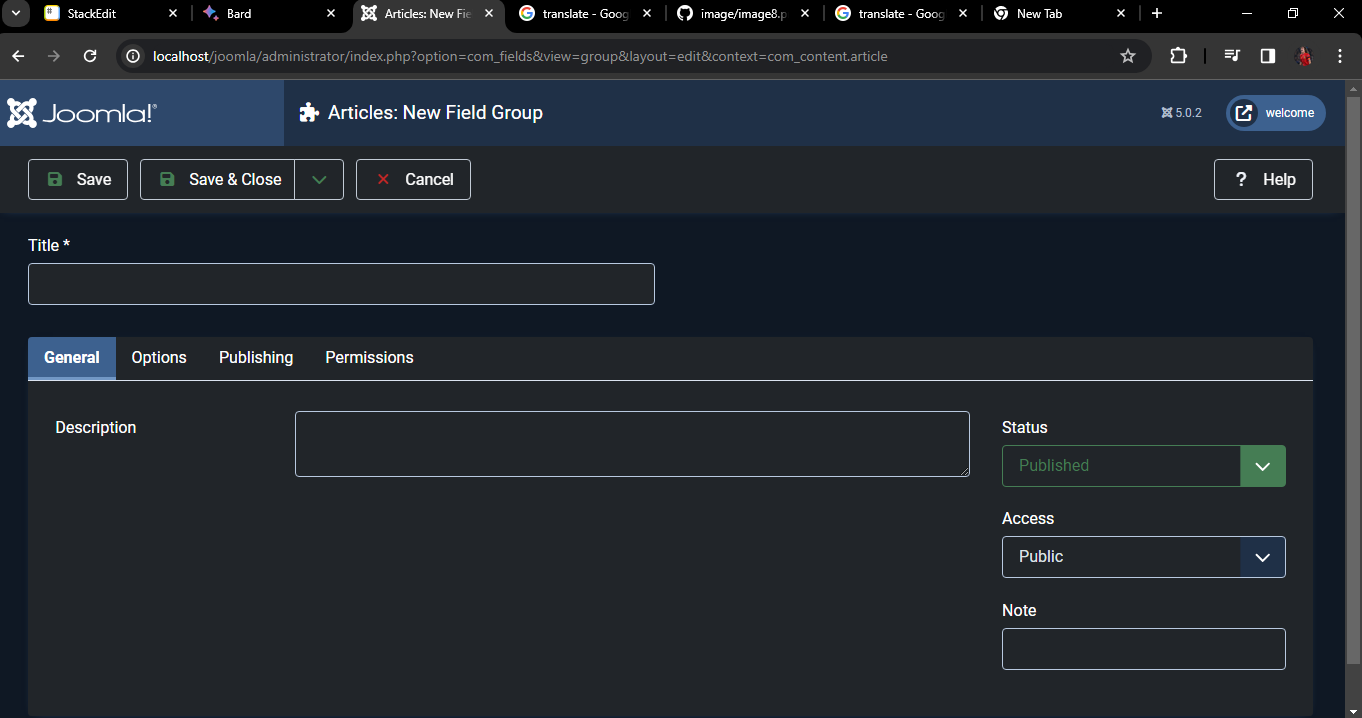 StackEdit
Bard
Articles: New Fie
translate - Goog
image/image8.p
translate - Goog
New Tab
localhost/joomla/administrator/index.php?option=com_fields&view=group&layout=edit&context=com_content.article
Joomla!®
Articles: New Field Group
5.0.2
welcome
Save
Save & Close
Cancel
? Help
Title *
General
Options
Publishing
Permissions
Description
Status
Published
Access
Public
Note